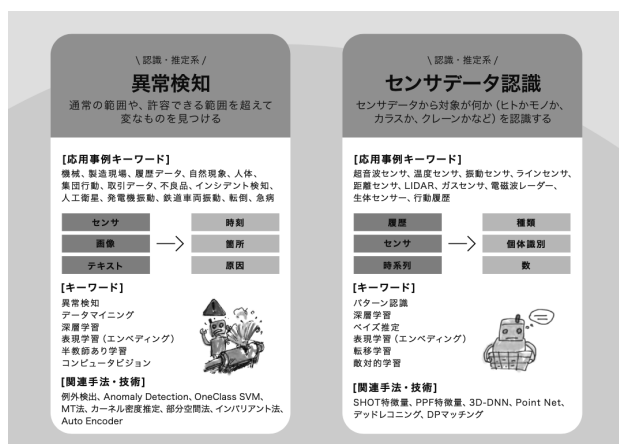 \ 認識・推定系 /
異常検知
通常の範囲や、許容できる範囲を超えて
変なものを見つける
[応用事例キーワード]
機械、製造現場、履歴データ、自然現象、人体、
集団行動、取引データ、不良品、インシデント検知、
人工衛星、発電機振動、鉄道車両振動、転倒、急病
センサ
時刻
画像
箇所
テキスト
原因
[キーワード]
異常検知
データマイニング
深層学習
表現学習(エンベディング)
半教師あり学習
コンピュータビジョン
[関連手法・技術]
例外検出、Anomaly Detection、OneClass SVM、
MT法、カーネル密度推定、部分空間法、インバリアント法、
Auto Encoder
\ 認識・推定系 /
センサデータ認識
センサデータから対象が何か(ヒトかモノか、
カラスか、クレーンかなど)を認識する
[応用事例キーワード]
超音波センサ、温度センサ、振動センサ、ラインセンサ、
距離センサ、LIDAR、ガスセンサ、電磁波レーダー、
生体センサー、行動履歴
履歴
種類
センサ
個体識別
時系列
数
[キーワード]
パターン認識
深層学習
ベイズ推定
表現学習(エンベディング)
転移学習
敵対的学習
[関連手法・技術]
SHOT特徴量、PPF特徴量、3D-DNN、Point Net、
デッドレコニング、DPマッチング